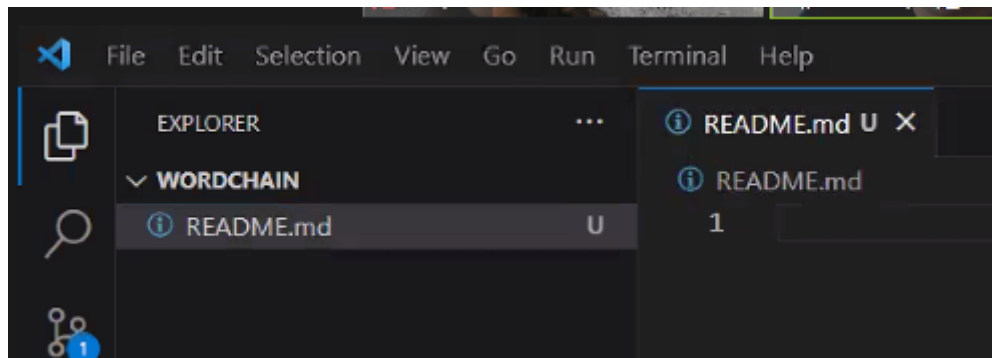 File Edit Selection View Go Run Terminal Help
EXPLORER ...
WORDCHAIN
README.md U
README.md U
README.md
1
1